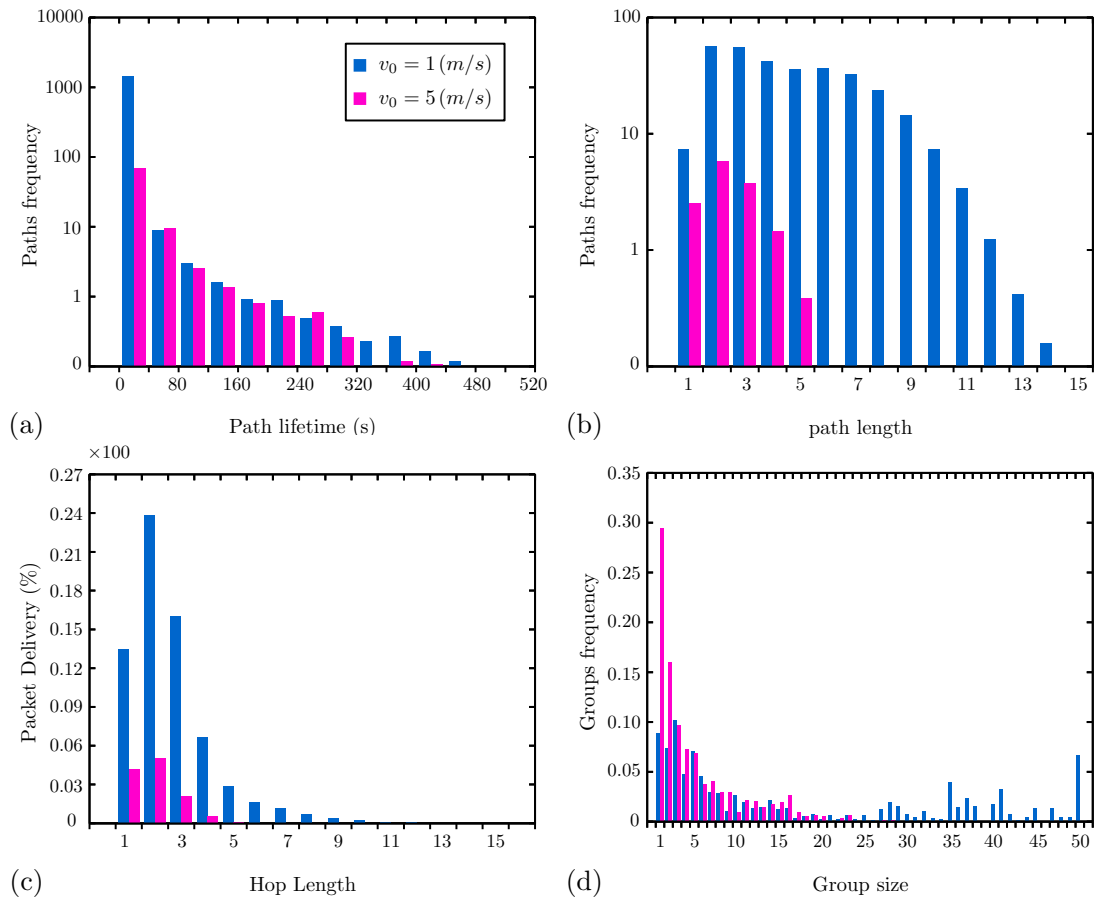 10000
1000
100
10
1
0
Paths frequency
v₀ = 1 (m/s)
v₀ = 5 (m/s)
0 80 160 240 320 480 520
(a)
Path lifetime (s)
100
10
1
0
Paths frequency
1 3 5 7 9 11 13 15
(b)
path length
×100
0.27
0.24
0.21
0.18
0.15
0.12
0.09
0.06
0.03
0
Packet Delivery (%)
1 3 5 7 9 11 13 15
(c)
Hop Length
0.35
0.30
0.25
0.20
0.15
0.10
0.05
0
Groups frequency
1 5 10 15 20 25 30 35 40 45 50
(d)
Group size